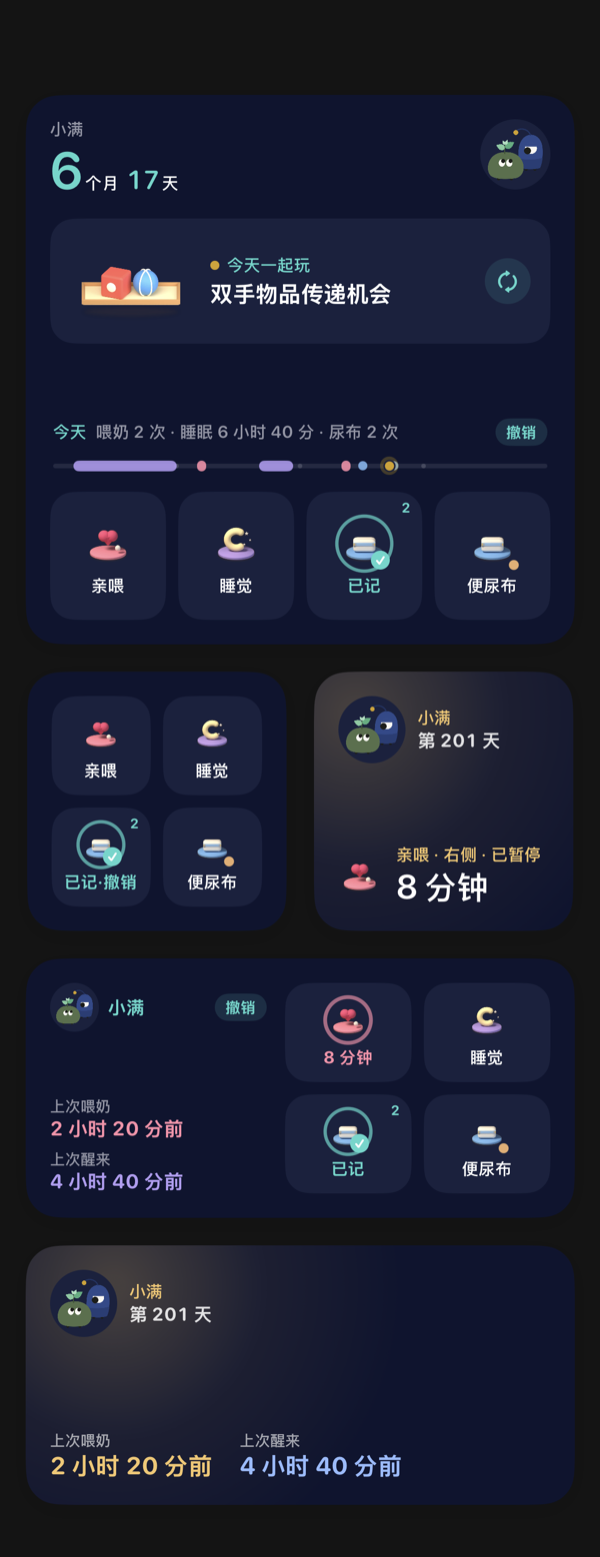 小满
6个月 17天
今天一起玩
双手物品传递机会
今天 喂奶 2 次 · 睡眠 6 小时 40 分 · 尿布 2 次
撤销
亲喂
睡觉
2
已记
便尿布
亲喂
睡觉
2
已记·撤销
便尿布
小满
第 201 天
亲喂 · 右侧 · 已暂停
8 分钟
小满
撤销
上次喂奶
2 小时 20 分前
上次醒来
4 小时 40 分前
8 分钟
睡觉
2
已记
便尿布
小满
第 201 天
上次喂奶
2 小时 20 分前
上次醒来
4 小时 40 分前